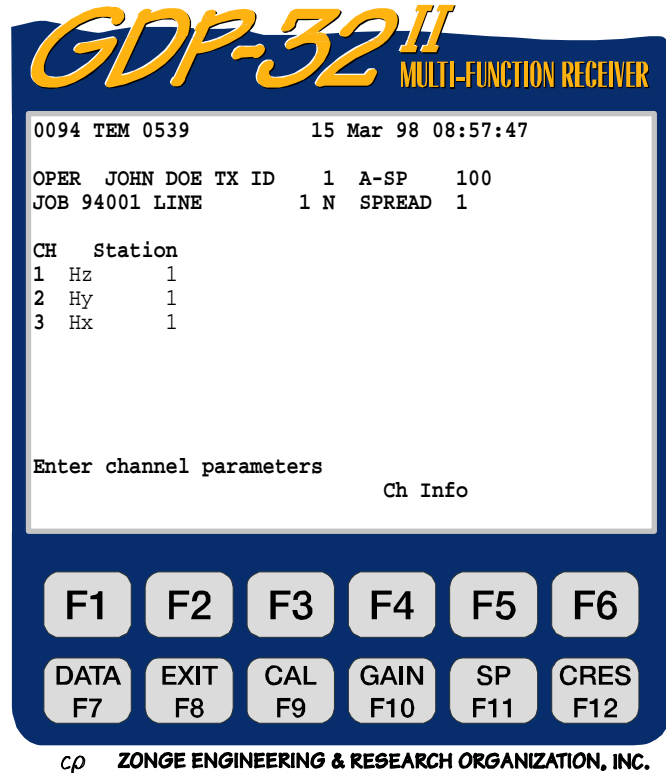 GDP-32 II
MULTI-FUNCTION RECEIVER
0094 TEM 0539 15 Mar 98 08:57:47
OPER JOHN DOE TX ID 1 A-SP 100
JOB 94001 LINE 1 N SPREAD 1
CH Station
1 Hz 1
2 Hy 1
3 Hx 1
Enter channel parameters
Ch Info
F1 F2 F3 F4 F5 F6
DATA EXIT CAL GAIN SP CRES
F7 F8 F9 F10 F11 F12
cρ ZONGE ENGINEERING & RESEARCH ORGANIZATION, INC.